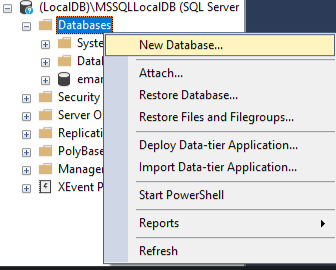 (LocalDB)\MSSQLLocalDB (SQL Server
Databases
Syste
Datal
emar
Security
Server O
Replicati
PolyBase
Manager
XEvent P
New Database...
Attach...
Restore Database...
Restore Files and Filegroups...
Deploy Data-tier Application...
Import Data-tier Application...
Start PowerShell
Reports
Refresh